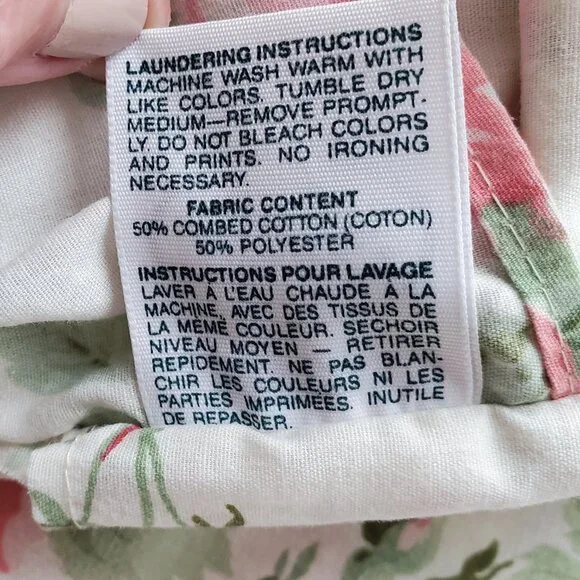 LAUNDERING INSTRUCTIONS
MACHINE WASH WARM WITH
LIKE COLORS. TUMBLE DRY
MEDIUM—REMOVE PROMPT-
LY DO NOT BLEACH COLORS
AND PRINTS. NO IRONING
NECESSARY.
FABRIC CONTENT
50% COMBED COTTON (COTON)
50% POLYESTER
INSTRUCTIONS POUR LAVAGE
LAVER À L'EAU CHAUDE À LA
MACHINE, AVEC DES TISSUS DE
LA MEME COULEUR. SÉCHOIR
NIVEAU MOYEN — RETIRER
RAPIDEMENT. NE PAS BLAN-
CHIR LES COULEURS NI LES
PARTIES IMPRIMÉES. INUTILE
DE REPASSER.